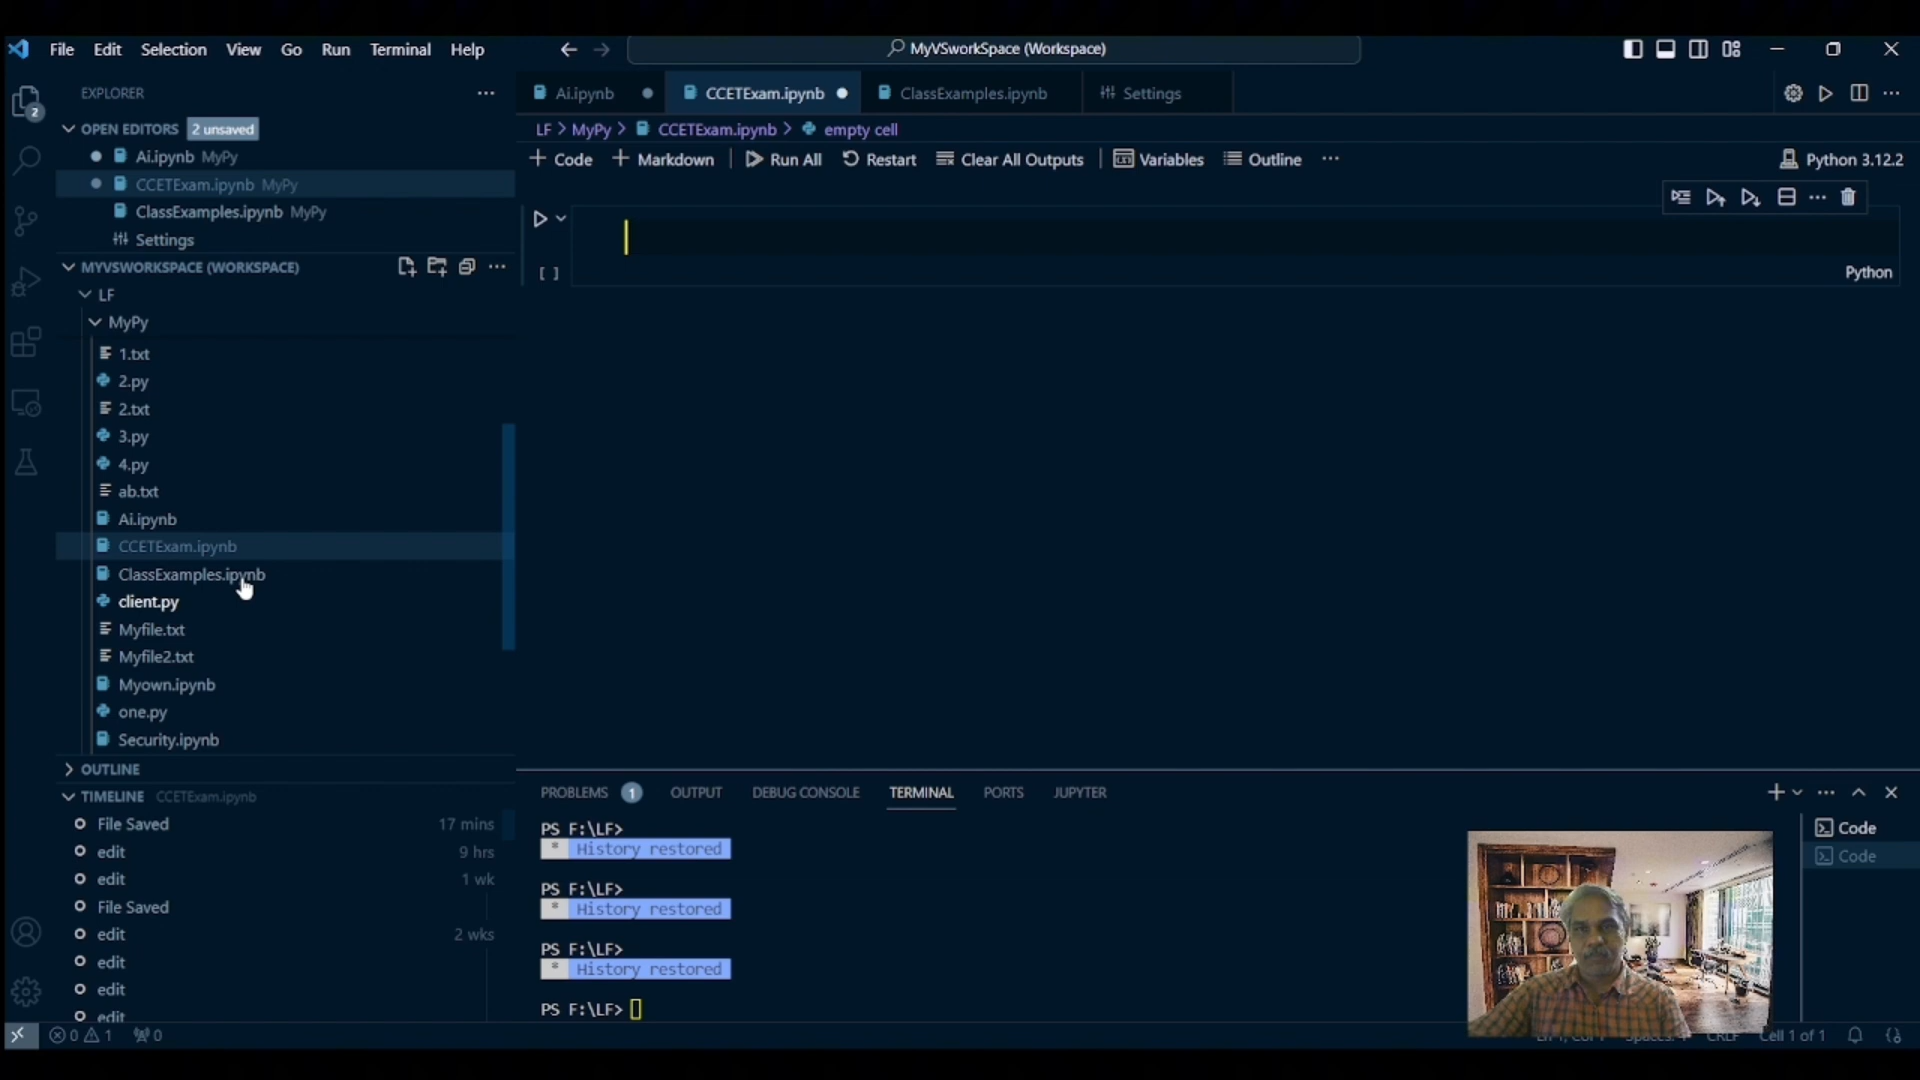 File Edit Selection View Go Run Terminal Help
MyVSworkSpace (Workspace)
EXPLORER
OPEN EDITORS 2 unsaved
Ai.ipynb MyPy
CCETExam.ipynb MyPy
ClassExamples.ipynb MyPy
Settings
MYVSWORKSPACE (WORKSPACE)
LF
MyPy
1.txt
2.py
2.txt
3.py
4.py
ab.txt
Ai.ipynb
CCETExam.ipynb
ClassExamples.ipynb
client.py
Myfile.txt
Myfile2.txt
Myown.ipynb
one.py
Security.ipynb
OUTLINE
TIMELINE CCETExam.ipynb
File Saved 17 mins
edit 9 hrs
edit 1 wk
File Saved
edit 2 wks
edit
edit
edit
Ai.ipynb CCETExam.ipynb ClassExamples.ipynb Settings
LF > MyPy > CCETExam.ipynb > empty cell
+ Code + Markdown Run All Restart Clear All Outputs Variables Outline ... Python 3.12.2
[ ]
Python
PROBLEMS 1 OUTPUT DEBUG CONSOLE TERMINAL PORTS JUPYTER
PS F:\LF>
* History restored
PS F:\LF>
* History restored
PS F:\LF>
* History restored
PS F:\LF>
Code
Code
2
0 1 0
Cell 1 of 1